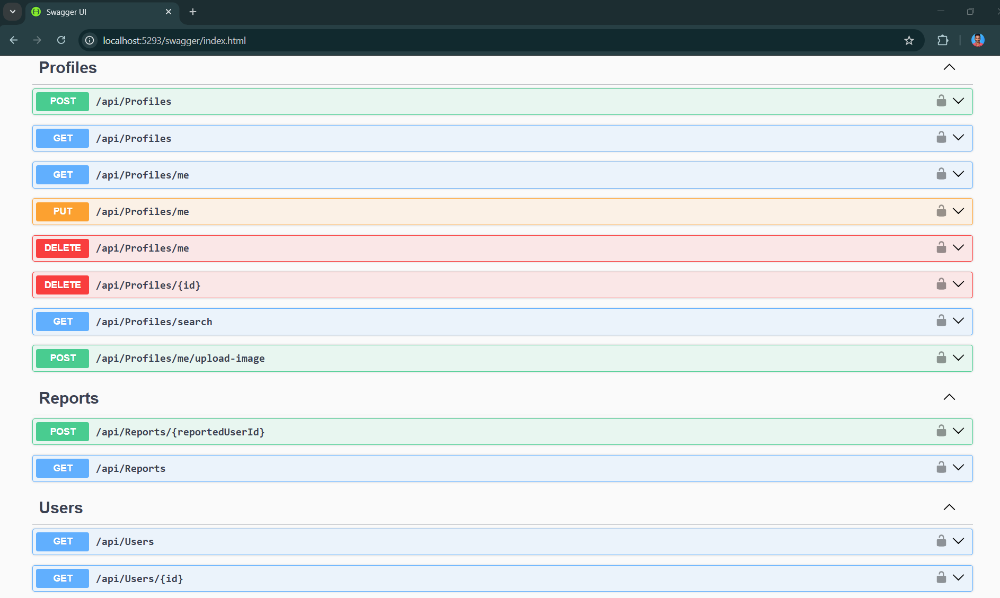 Swagger UI
localhost:5293/swagger/index.html
Profiles
POST /api/Profiles
GET /api/Profiles
GET /api/Profiles/me
PUT /api/Profiles/me
DELETE /api/Profiles/me
DELETE /api/Profiles/{id}
GET /api/Profiles/search
POST /api/Profiles/me/upload-image
Reports
POST /api/Reports/{reportedUserId}
GET /api/Reports
Users
GET /api/Users
GET /api/Users/{id}